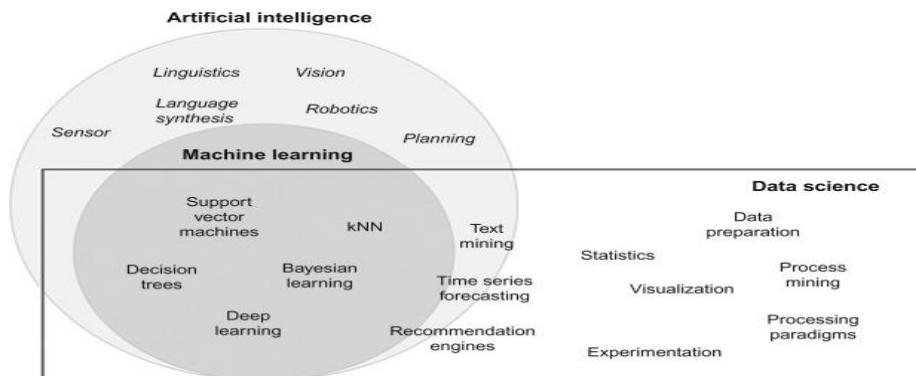 Artificial intelligence
Linguistics
Vision
Language
synthesis
Robotics
Sensor
Planning
Machine learning
Data science
Support
vector
machines
kNN
Text
mining
Data
preparation
Statistics
Decision
trees
Bayesian
learning
Time series
forecasting
Visualization
Process
mining
Deep
learning
Recommendation
engines
Experimentation
Processing
paradigms